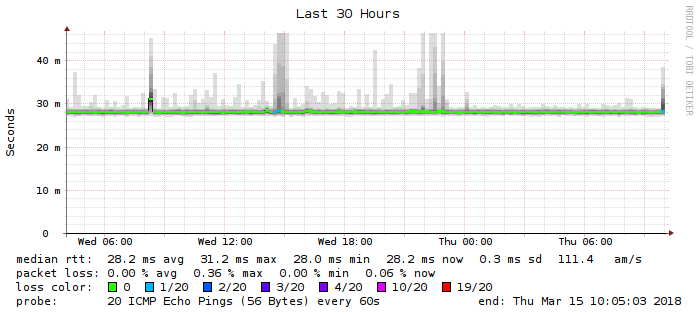 Last 30 Hours
RRDTOOL / TOBI OETIKER
Seconds
40 m
30 m
20 m
10 m
0
Wed 06:00 Wed 12:00 Wed 18:00 Thu 00:00 Thu 06:00
median rtt: 28.2 ms avg 31.2 ms max 28.0 ms min 28.2 ms now 0.3 ms sd 111.4 am/s
packet loss: 0.00 % avg 0.36 % max 0.00 % min 0.06 % now
loss color: 0 1/20 2/20 3/20 4/20 10/20 19/20
probe: 20 ICMP Echo Pings (56 Bytes) every 60s end: Thu Mar 15 10:05:03 2018